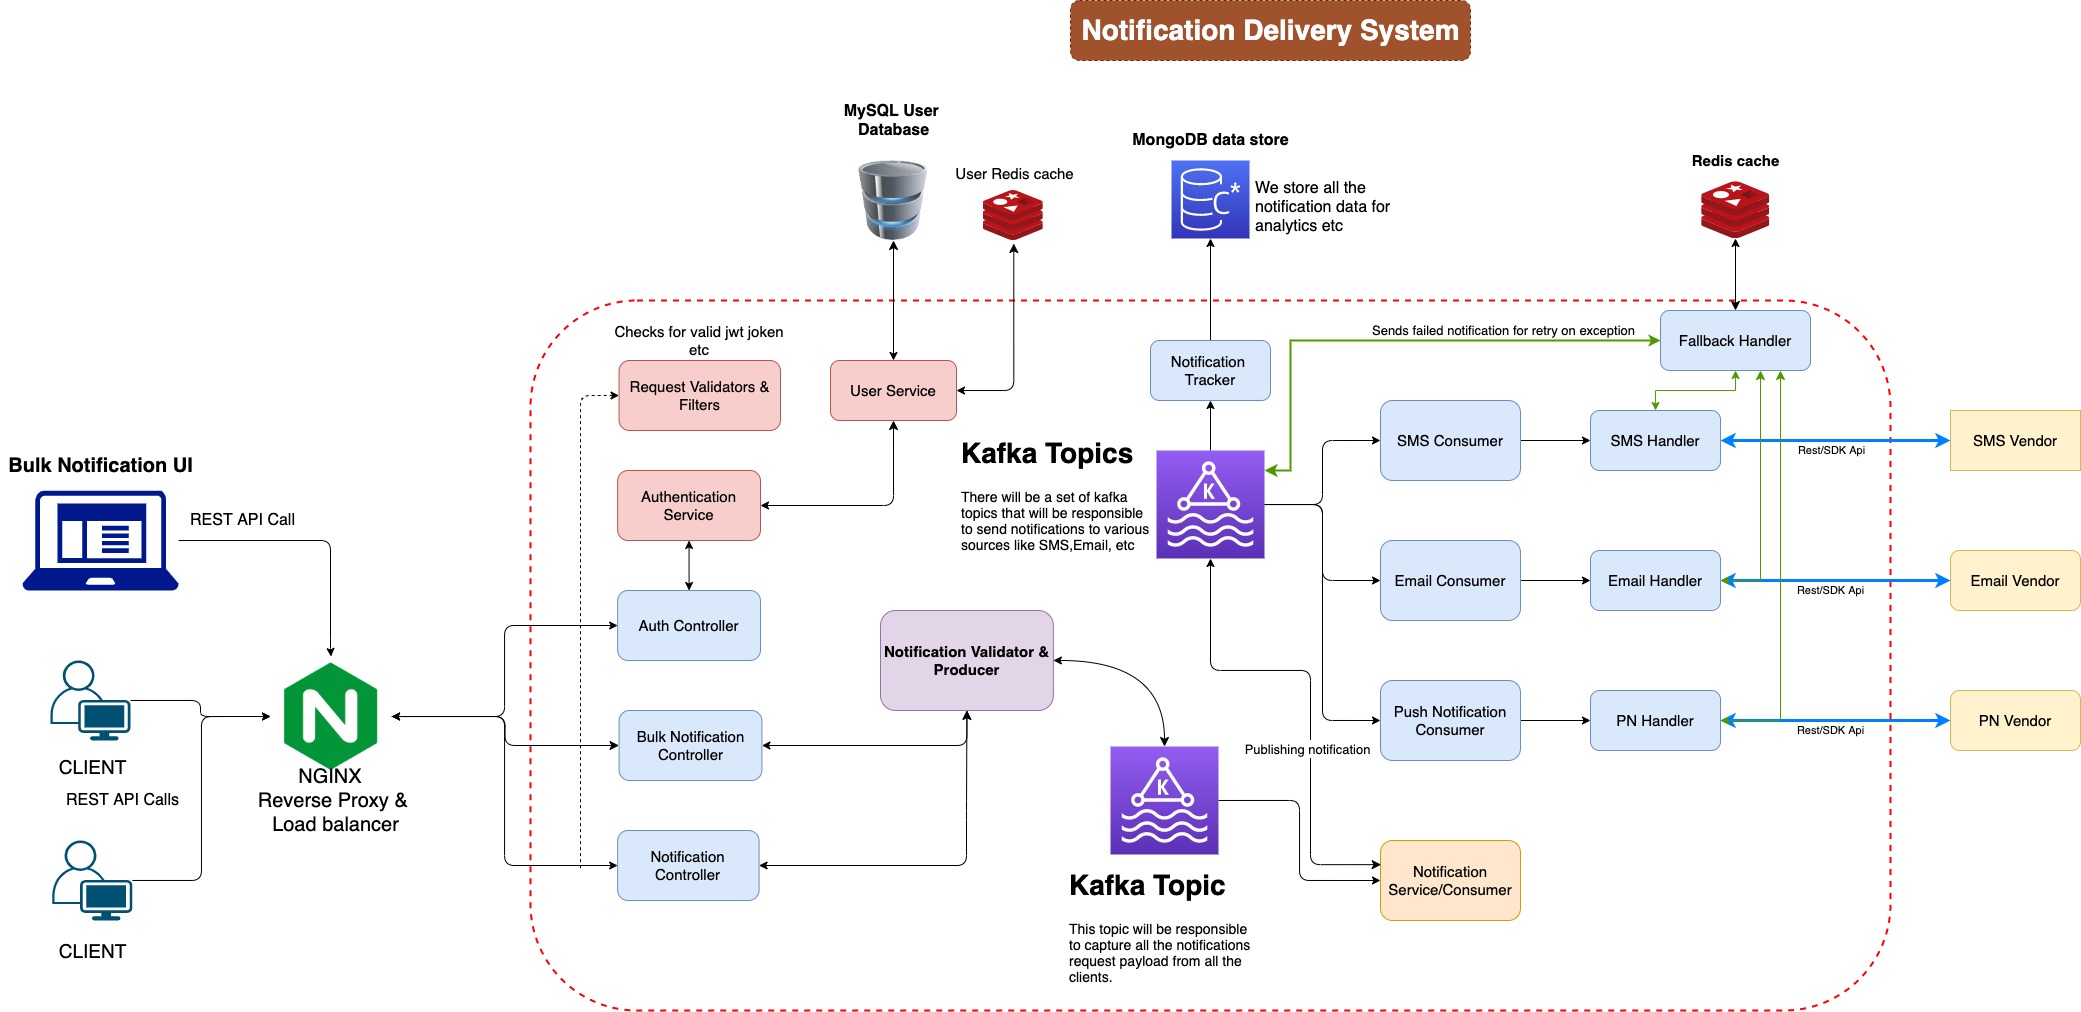 Notification Delivery System
MySQL User
Database
User Redis cache
MongoDB data store
C*
We store all the
notification data for
analytics etc
Redis cache
Checks for valid jwt joken
etc
Request Validators &
Filters
User Service
Notification
Tracker
Sends failed notification for retry on exception
Fallback Handler
Authentication
Service
Kafka Topics
There will be a set of kafka
topics that will be responsible
to send notifications to various
sources like SMS,Email, etc
K
SMS Consumer
SMS Handler
Rest/SDK Api
SMS Vendor
Bulk Notification UI
REST API Call
Auth Controller
Email Consumer
Email Handler
Rest/SDK Api
Email Vendor
Notification Validator &
Producer
Push Notification
Consumer
PN Handler
Rest/SDK Api
PN Vendor
N
NGINX
Reverse Proxy &
Load balancer
CLIENT
REST API Calls
CLIENT
Bulk Notification
Controller
Publishing notification
K
Notification
Controller
Kafka Topic
This topic will be responsible
to capture all the notifications
request payload from all the
clients.
Notification
Service/Consumer